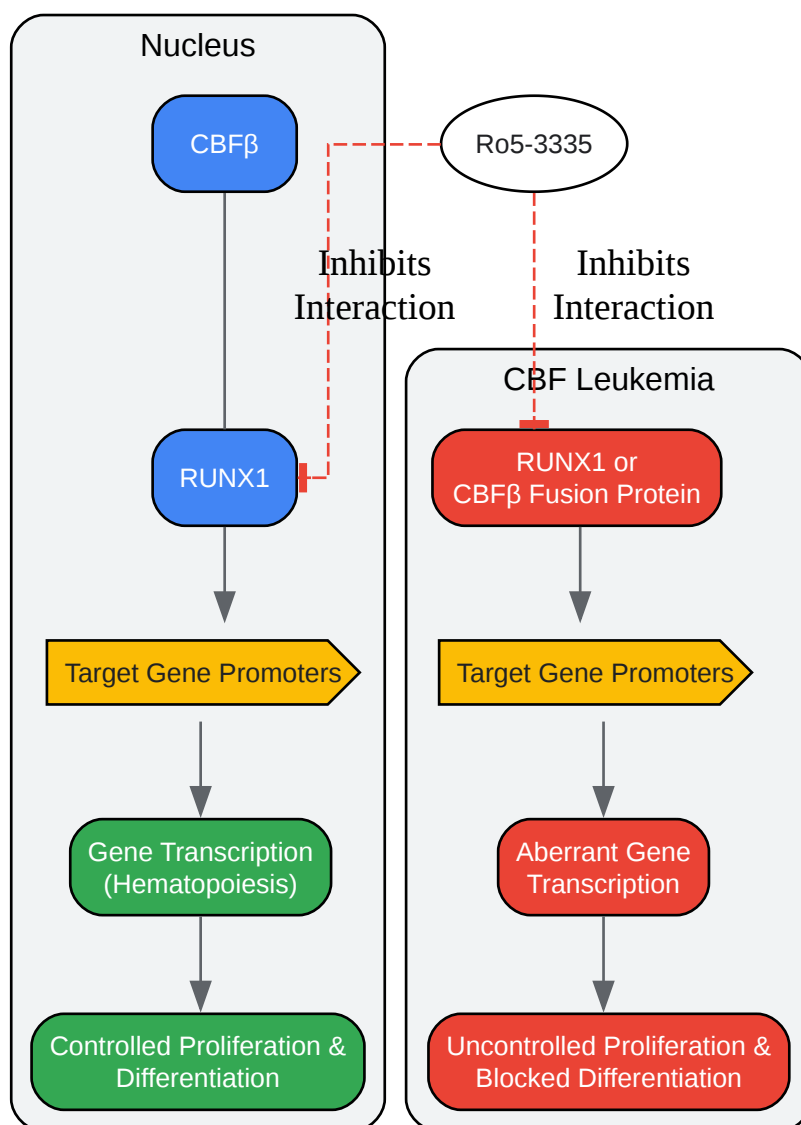 Nucleus
CBFβ
Ro5-3335
Inhibits
Interaction
Inhibits
Interaction
CBF Leukemia
RUNX1
RUNX1 or
CBFβ Fusion Protein
Target Gene Promoters
Target Gene Promoters
Gene Transcription
(Hematopoiesis)
Aberrant Gene
Transcription
Controlled Proliferation &
Differentiation
Uncontrolled Proliferation &
Blocked Differentiation